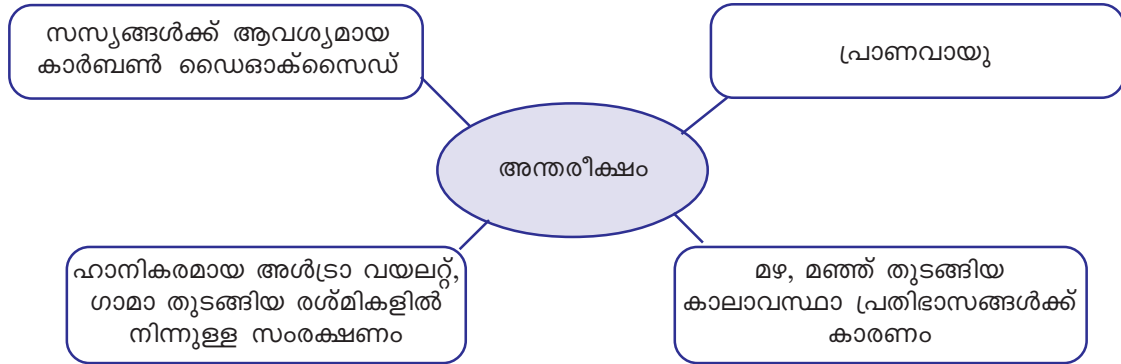 സസ്യങ്ങൾക്ക് ആവശ്യമായ
കാർബൺ ഡൈഓക്സൈഡ്
പ്രാണവായു
അന്തരീക്ഷം
ഹാനികരമായ അൾട്രാ വയലറ്റ്,
ഗാമാ തുടങ്ങിയ രശ്മികളിൽ
നിന്നുള്ള സംരക്ഷണം
മഴ, മഞ്ഞ് തുടങ്ങിയ
കാലാവസ്ഥാ പ്രതിഭാസങ്ങൾക്ക്
കാരണം